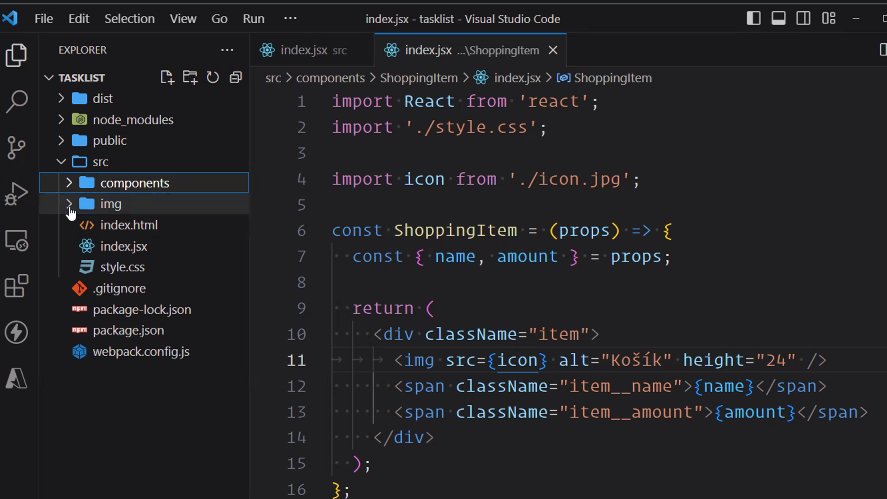 File Edit Selection View Go Run ··· index.jsx - tasklist - Visual Studio Code
EXPLORER ···
index.jsx src
index.jsx ...\ShoppingItem
TASKLIST
src > components > ShoppingItem > index.jsx > ShoppingItem
dist
node_modules
public
src
components
img
index.html
index.jsx
style.css
.gitignore
package-lock.json
package.json
webpack.config.js
1 import React from 'react';
2 import './style.css';
3
4 import icon from './icon.jpg';
5
6 const ShoppingItem = (props) => {
7 const { name, amount } = props;
8
9 return (
10 <div className="item">
11 <img src={icon} alt="Košík" height="24" />
12 <span className="item__name">{name}</span>
13 <span className="item__amount">{amount}</span>
14 </div>
15 );
16 };